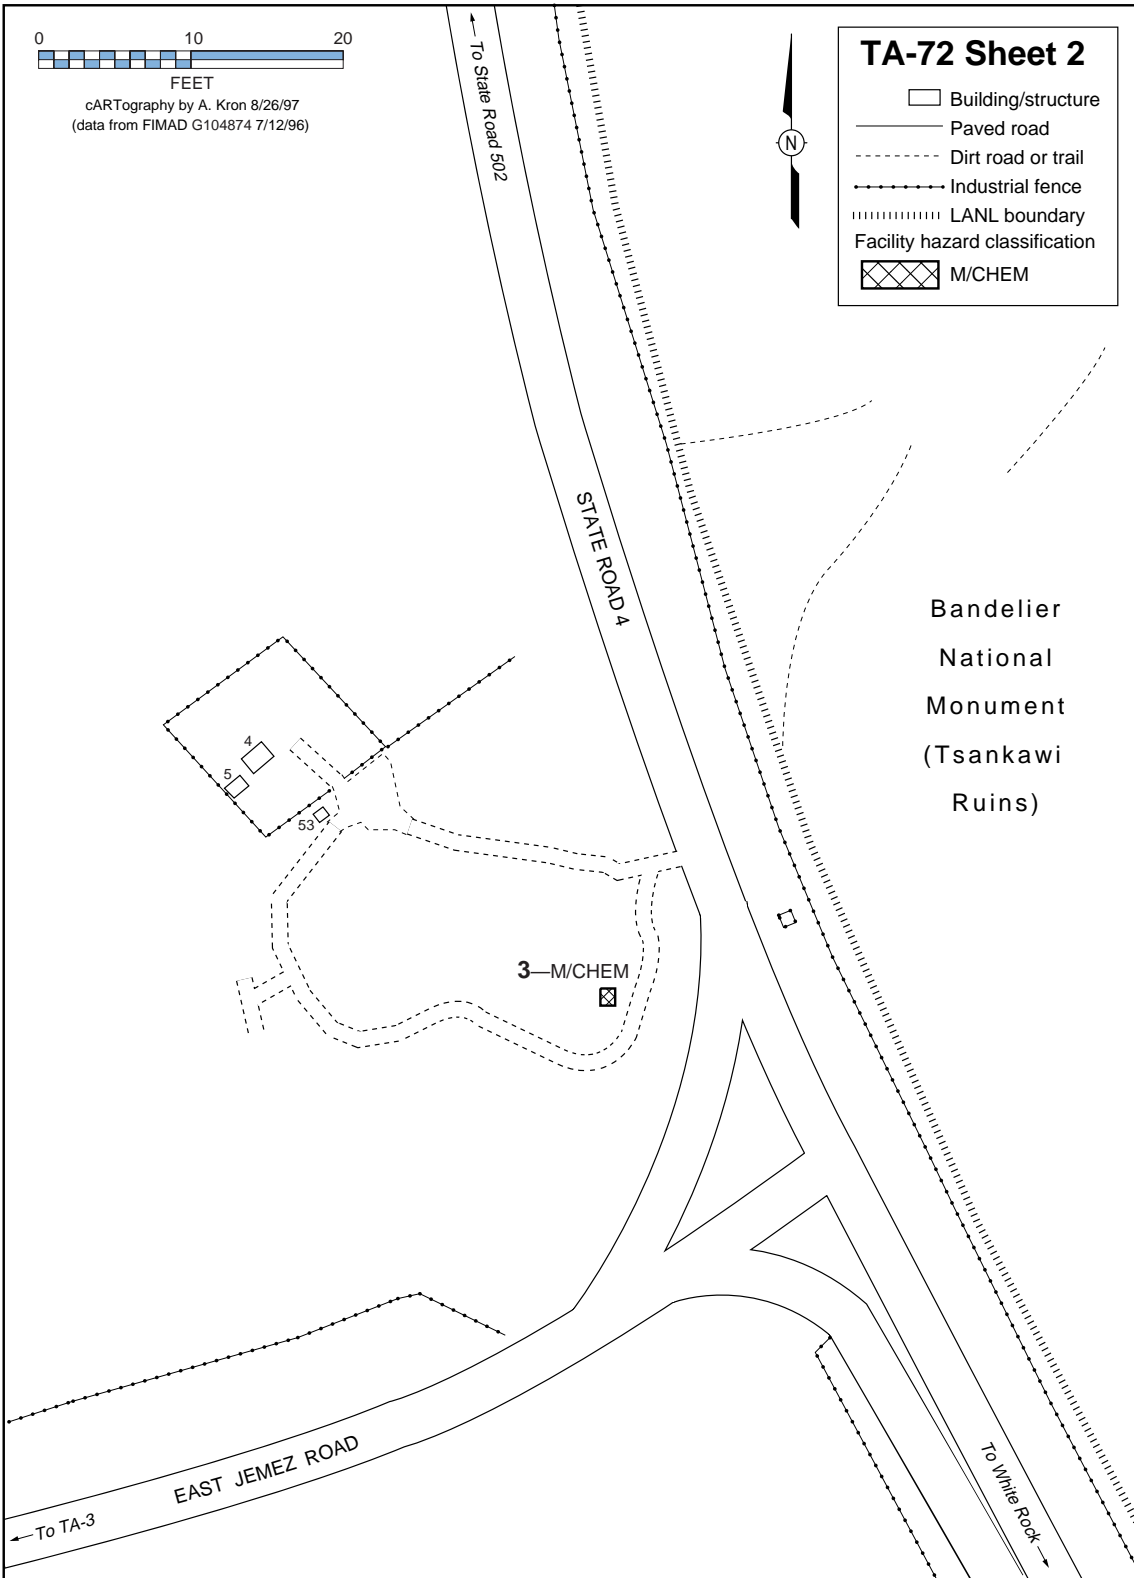 0 10 20
FEET
cARTography by A. Kron 8/26/97
(data from FIMAD G104874 7/12/96)
To State Road 502
N
TA-72 Sheet 2
Building/structure
Paved road
Dirt road or trail
Industrial fence
LANL boundary
Facility hazard classification
M/CHEM
STATE ROAD 4
Bandelier
National
Monument
(Tsankawi
Ruins)
4
5
53
3—M/CHEM
EAST JEMEZ ROAD
To TA-3
To White Rock